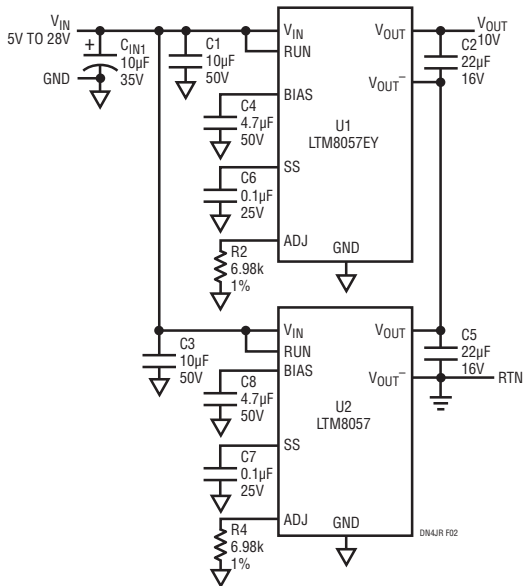 VIN
5V TO 28V
GND
+
CIN1
10µF
35V
C1
10µF
50V
VIN
RUN
BIAS
C4
4.7µF
50V
SS
C6
0.1µF
25V
ADJ
R2
6.98k
1%
U1
LTM8057EY
GND
VOUT
VOUT–
VOUT
10V
C2
22µF
16V
C3
10µF
50V
VIN
RUN
BIAS
C8
4.7µF
50V
SS
C7
0.1µF
25V
ADJ
R4
6.98k
1%
U2
LTM8057
GND
VOUT
VOUT–
C5
22µF
16V
RTN
DN4JR F02